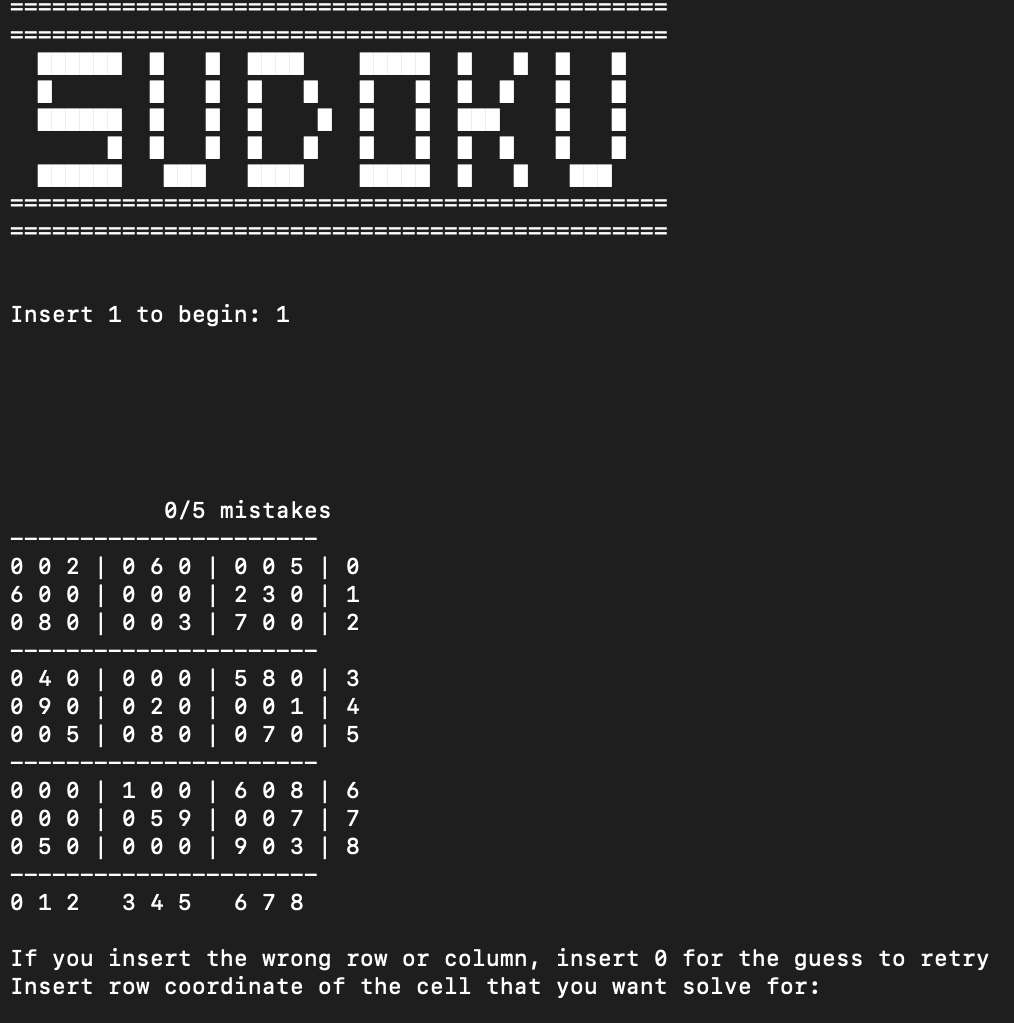 ===============================================
===============================================
SUDOKU
===============================================
===============================================
Insert 1 to begin: 1
0/5 mistakes
----------------------
0 0 2 | 0 6 0 | 0 0 5 | 0
6 0 0 | 0 0 0 | 2 3 0 | 1
0 8 0 | 0 0 3 | 7 0 0 | 2
----------------------
0 4 0 | 0 0 0 | 5 8 0 | 3
0 9 0 | 0 2 0 | 0 0 1 | 4
0 0 5 | 0 8 0 | 0 7 0 | 5
----------------------
0 0 0 | 1 0 0 | 6 0 8 | 6
0 0 0 | 0 5 9 | 0 0 7 | 7
0 5 0 | 0 0 0 | 9 0 3 | 8
----------------------
0 1 2   3 4 5   6 7 8
If you insert the wrong row or column, insert 0 for the guess to retry
Insert row coordinate of the cell that you want solve for: